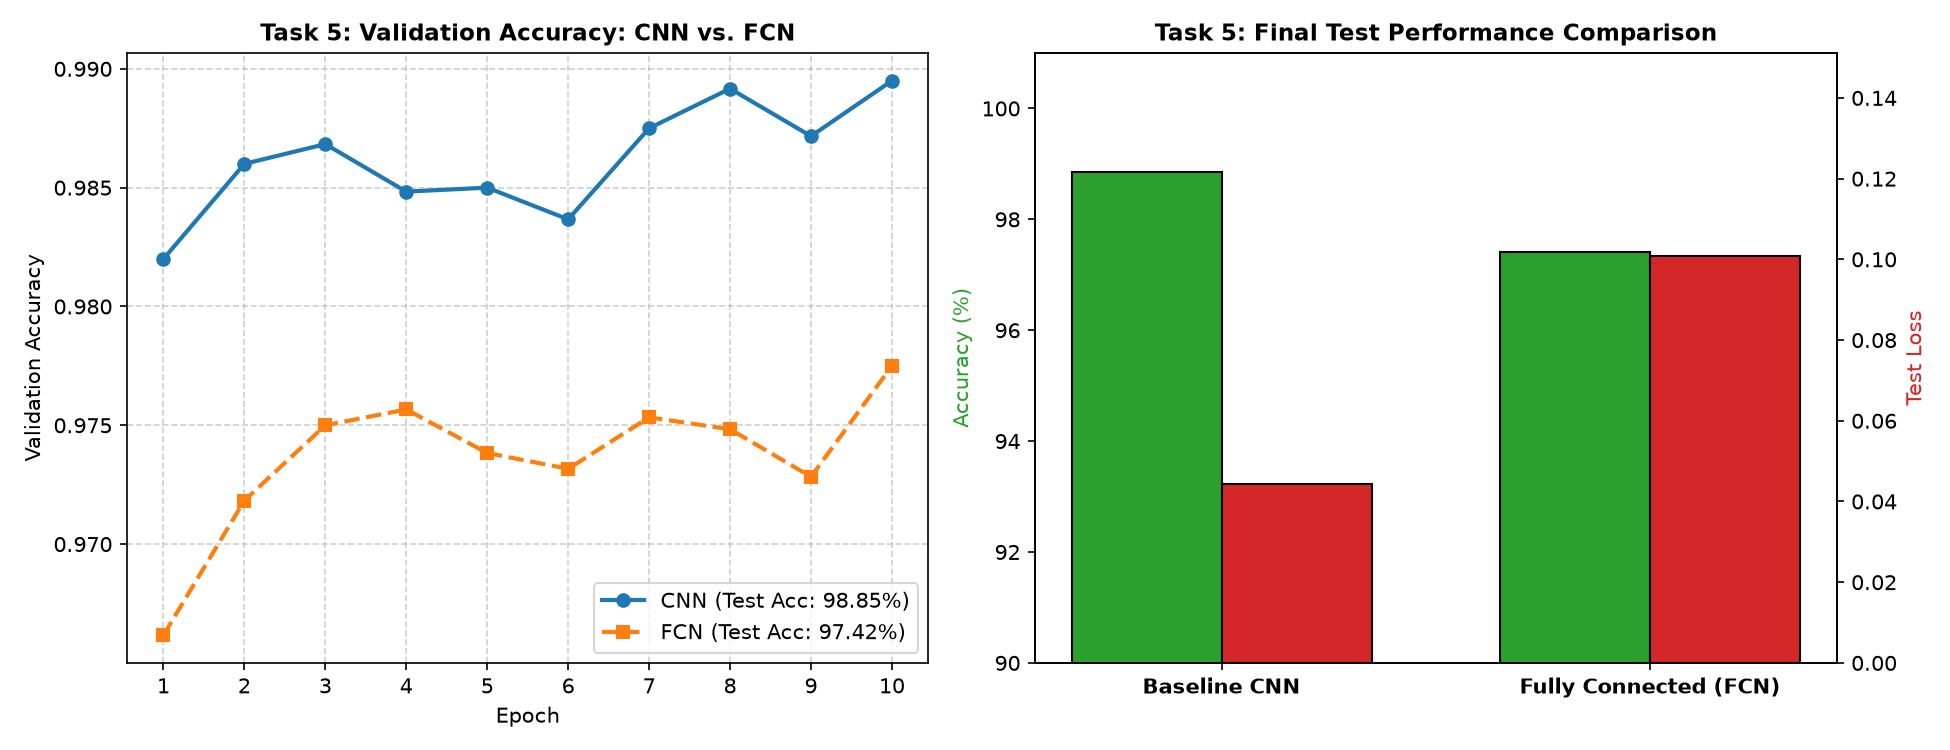 Task 5: Validation Accuracy: CNN vs. FCN
Validation Accuracy
0.990
0.985
0.980
0.975
0.970
1 2 3 4 5 6 7 8 9 10
Epoch
CNN (Test Acc: 98.85%)
FCN (Test Acc: 97.42%)
Task 5: Final Test Performance Comparison
Accuracy (%)
100
98
96
94
92
90
Baseline CNN Fully Connected (FCN)
0.14
0.12
0.10
0.08
0.06
0.04
0.02
0.00
Test Loss